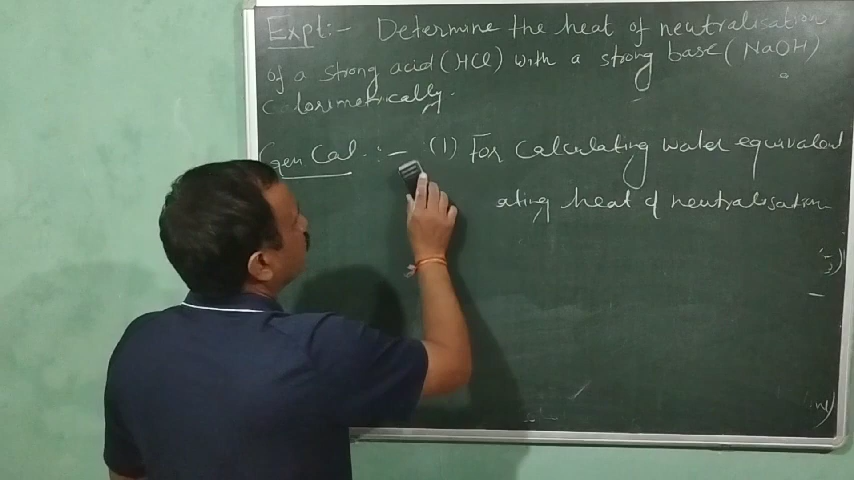 Expt:- Determine the heat of neutralisation
of a strong acid (HCl) with a strong base (NaOH)
Calorimetrically.
Gen Cal :- (1) For Calculating water equivalent
ating heat of neutralisation